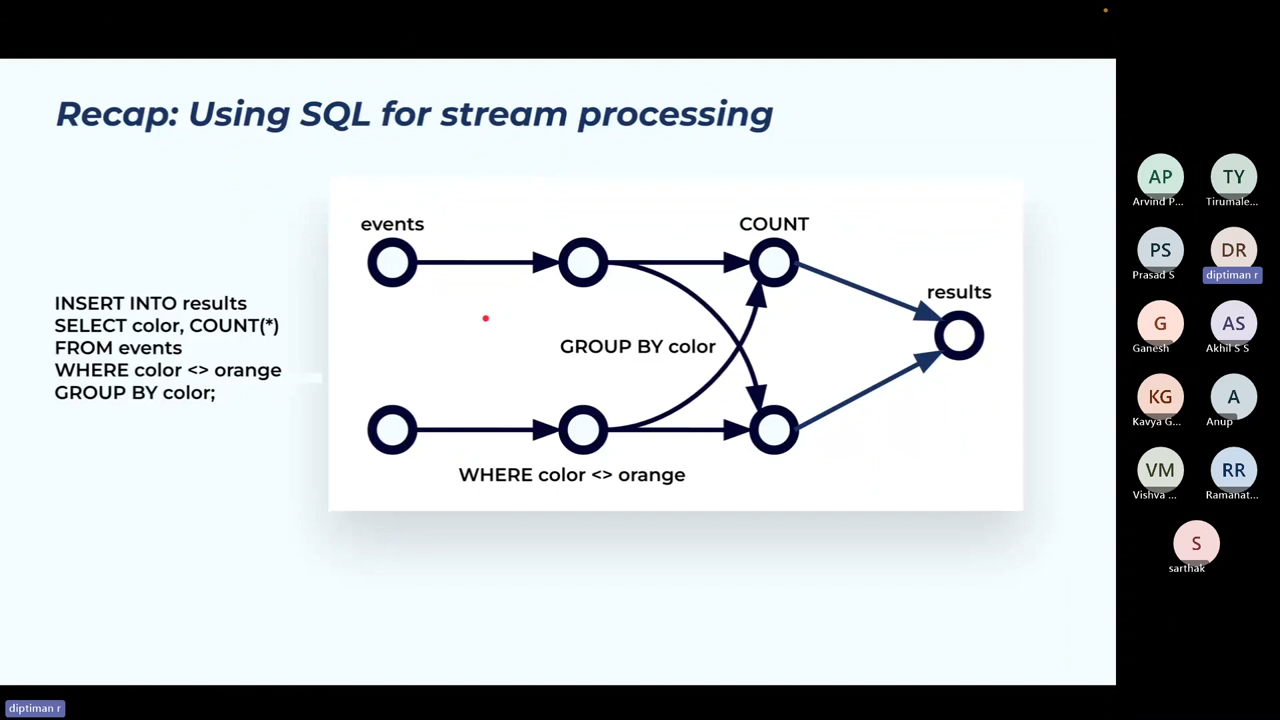 Recap: Using SQL for stream processing
INSERT INTO results
SELECT color, COUNT(*)
FROM events
WHERE color <> orange
GROUP BY color;
events
COUNT
results
GROUP BY color
WHERE color <> orange
AP
Arvind P...
TY
Tirumale...
PS
Prasad S
DR
diptiman r
G
Ganesh
AS
Akhil S S
KG
Kavya G...
A
Anup
VM
Vishva ...
RR
Ramanat...
S
sarthak
diptiman r